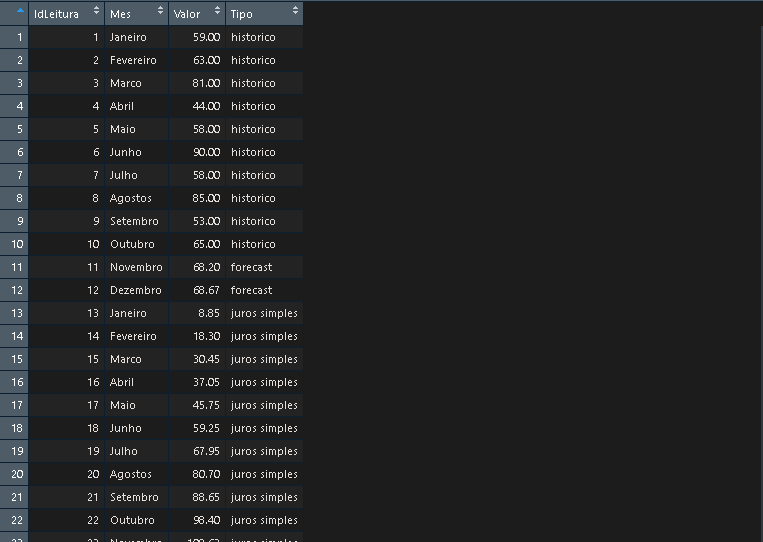 IdLeitura Mes Valor Tipo
1 1 Janeiro 59.00 historico
2 2 Fevereiro 63.00 historico
3 3 Marco 81.00 historico
4 4 Abril 44.00 historico
5 5 Maio 58.00 historico
6 6 Junho 90.00 historico
7 7 Julho 58.00 historico
8 8 Agostos 85.00 historico
9 9 Setembro 53.00 historico
10 10 Outubro 65.00 historico
11 11 Novembro 68.20 forecast
12 12 Dezembro 68.67 forecast
13 13 Janeiro 8.85 juros simples
14 14 Fevereiro 18.30 juros simples
15 15 Marco 30.45 juros simples
16 16 Abril 37.05 juros simples
17 17 Maio 45.75 juros simples
18 18 Junho 59.25 juros simples
19 19 Julho 67.95 juros simples
20 20 Agostos 80.70 juros simples
21 21 Setembro 88.65 juros simples
22 22 Outubro 98.40 juros simples
23 23 Novembro juros simples